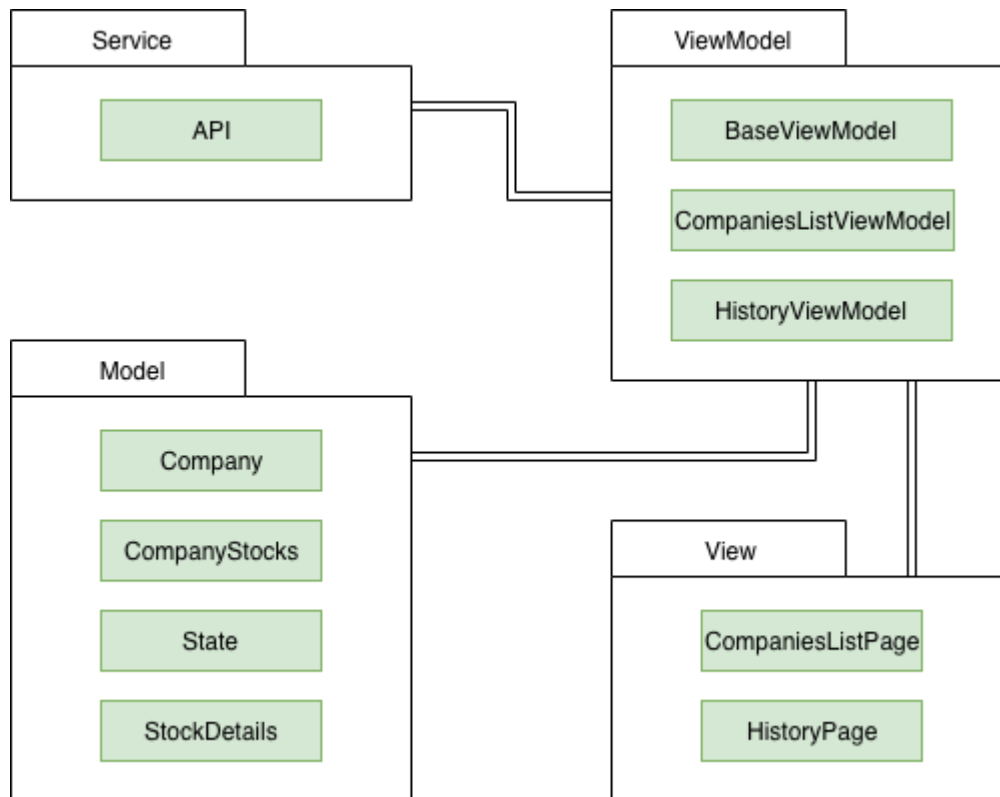 Service
API
ViewModel
BaseViewModel
CompaniesListViewModel
HistoryViewModel
Model
Company
CompanyStocks
State
StockDetails
View
CompaniesListPage
HistoryPage